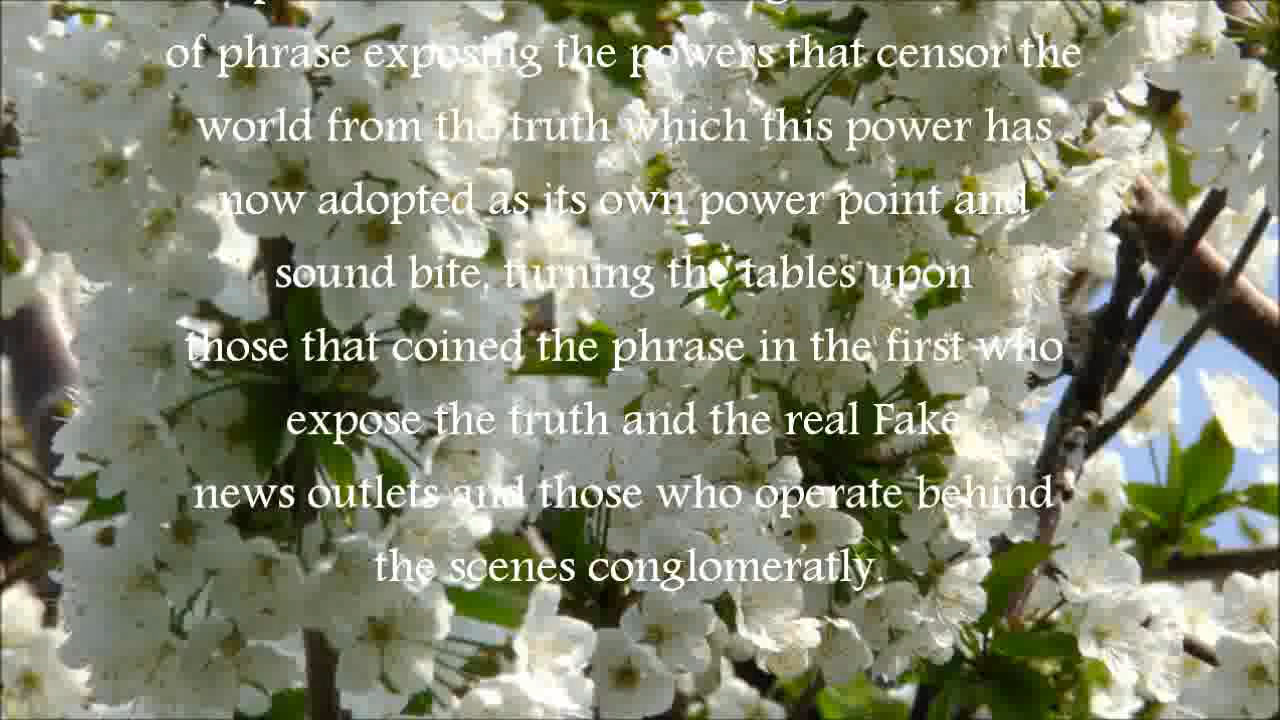 of phrase exposing the powers that censor the
world from the truth which this power has
now adopted as its own power point and
sound bite, turning the tables upon
those that coined the phrase in the first who
expose the truth and the real Fake
news outlets and those who operate behind
the scenes conglomeratly.